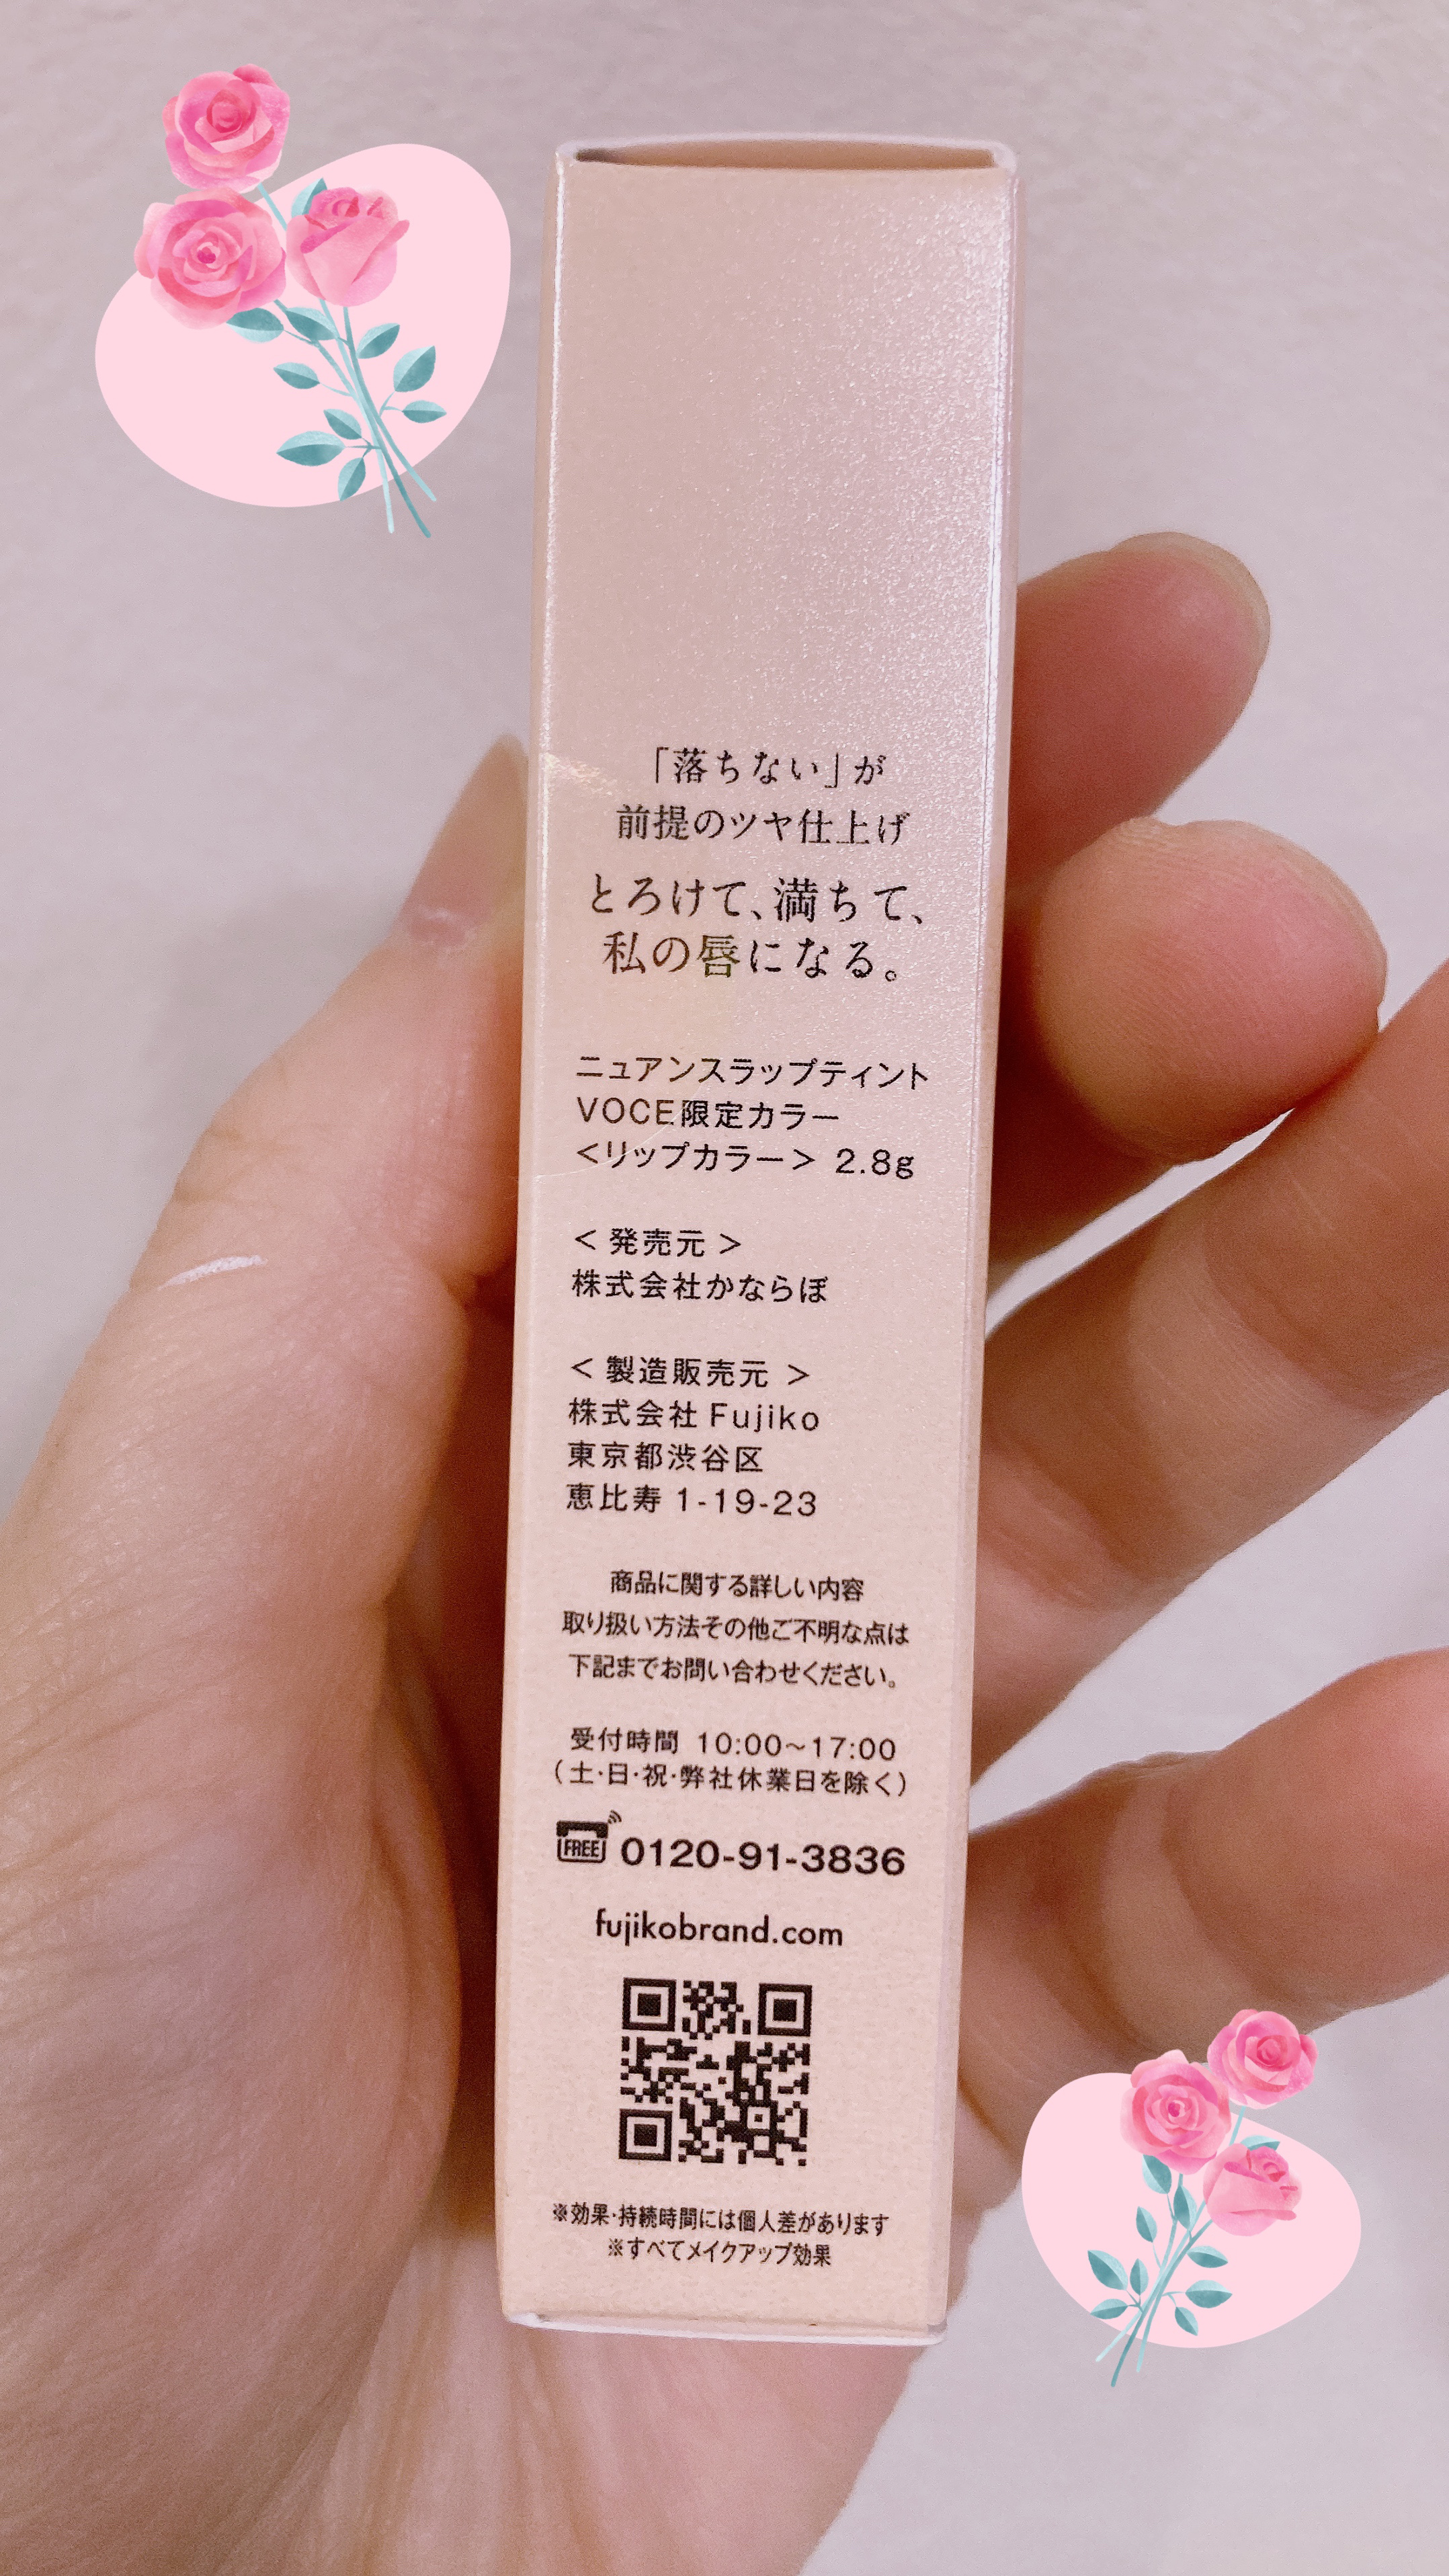 「落ちない」が
前提のツヤ仕上げ
とろけて、満ちて、
私の唇になる。
ニュアンスラップティント
VOCE限定カラー
<リップカラー> 2.8g
< 発売元 >
株式会社かならぼ
< 製造販売元 >
株式会社 Fujiko
東京都渋谷区
恵比寿 1-19-23
商品に関する詳しい内容
取り扱い方法その他ご不明な点は
下記までお問い合わせください。
受付時間 10:00~17:00
(土・日・祝・弊社休業日を除く)
FREE 0120-91-3836
fujikobrand.com
※効果・持続時間には個人差があります
※すべてメイクアップ効果